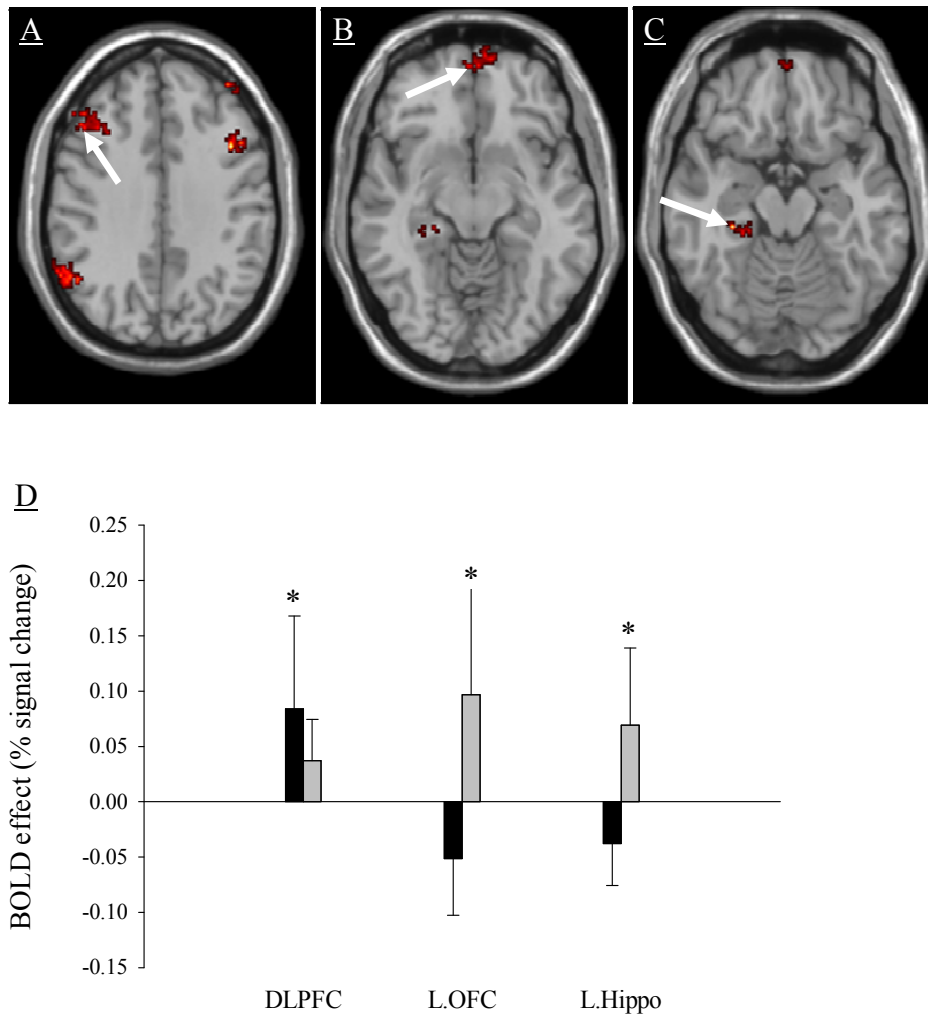 A B C
D
BOLD effect (% signal change)
0.25
0.20
0.15
0.10
0.05
0.00
-0.05
-0.10
-0.15
* * *
DLPFC L.OFC L.Hippo